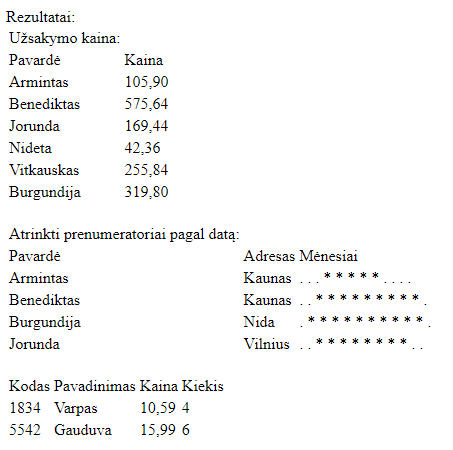 Rezultatai:
Užsakymo kaina:
Pavardė Kaina
Armintas 105,90
Benediktas 575,64
Jorunda 169,44
Nideta 42,36
Vitkauskas 255,84
Burgundija 319,80
Atrinkti prenumeratoriai pagal datą:
Pavardė Adresas Mėnesiai
Armintas Kaunas . . . * * * * * . . . .
Benediktas Kaunas . . * * * * * * * * * .
Burgundija Nida . * * * * * * * * * * .
Jorunda Vilnius . . * * * * * * * * . .
Kodas Pavadinimas Kaina Kiekis
1834 Varpas 10,59 4
5542 Gauduva 15,99 6